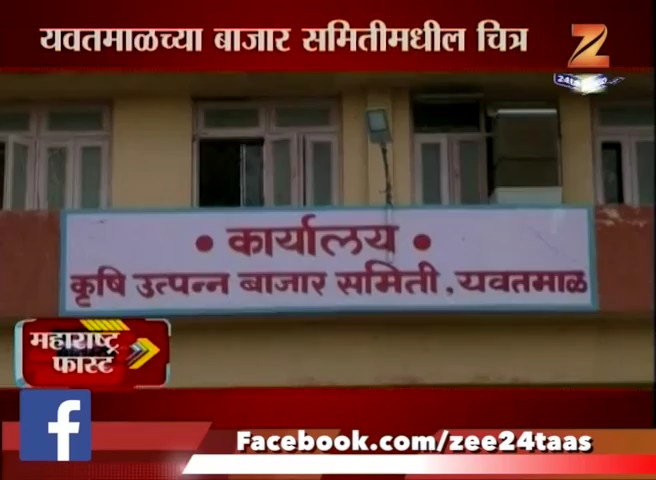 यवतमाळच्या बाजार समितीमधील चित्र
Z
• कार्यालय •
कृषि उत्पन्न बाजार समिती, यवतमाळ
महाराष्ट्र
फास्ट
f
Facebook.com/zee24taas